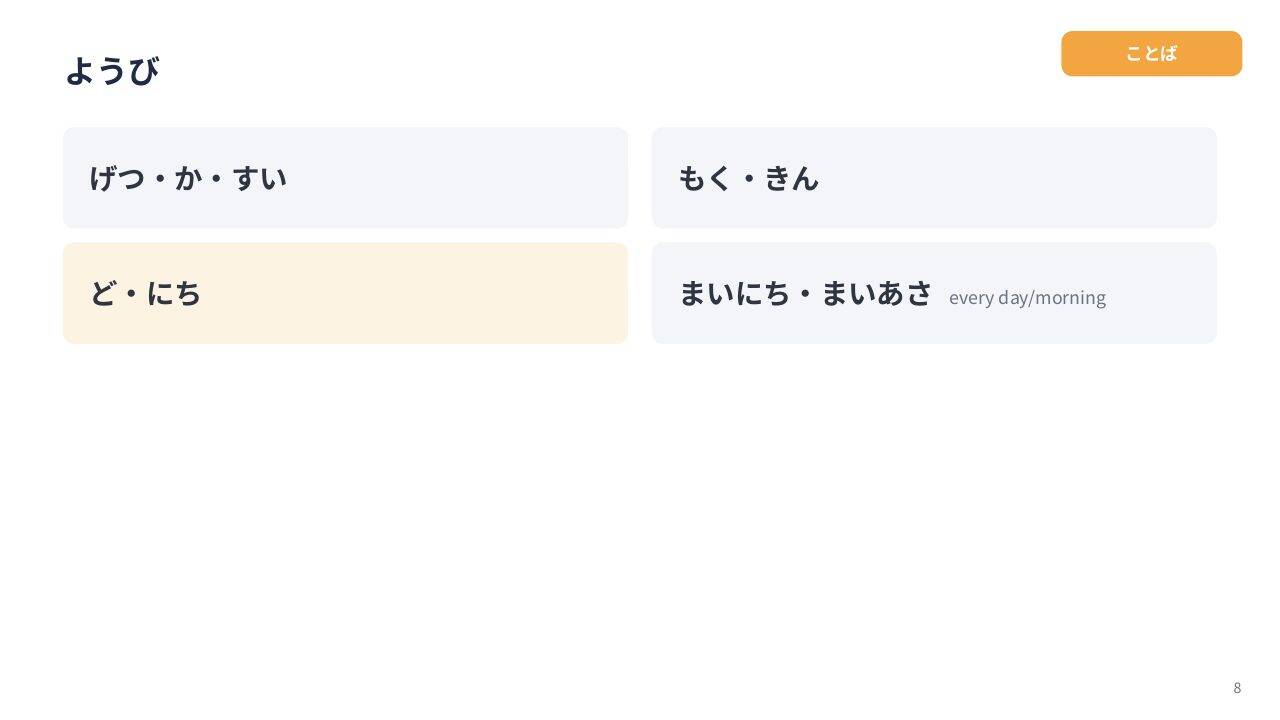 ようび
ことば
げつ・か・すい
もく・きん
ど・にち
まいにち・まいあさ every day/morning
8